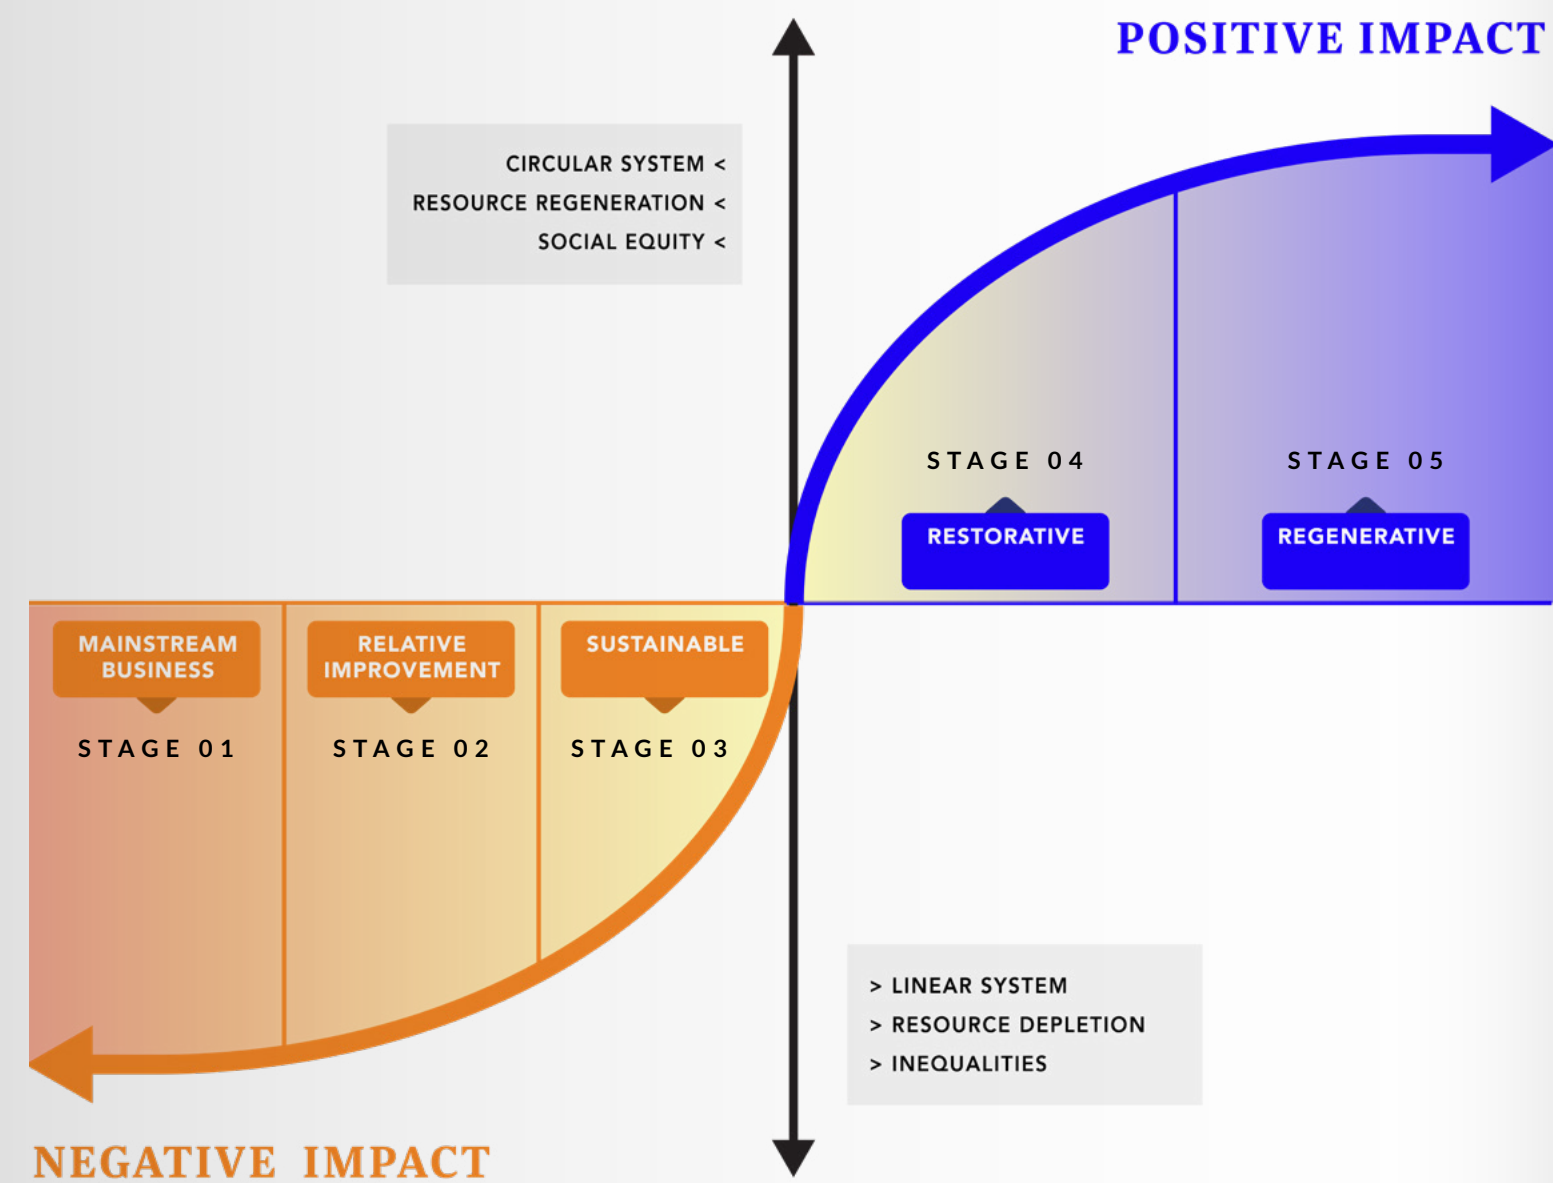 POSITIVE IMPACT
CIRCULAR SYSTEM <
RESOURCE REGENERATION <
SOCIAL EQUITY <
STAGE 04
STAGE 05
RESTORATIVE
REGENERATIVE
MAINSTREAM
BUSINESS
RELATIVE
IMPROVEMENT
SUSTAINABLE
STAGE 01
STAGE 02
STAGE 03
> LINEAR SYSTEM
> RESOURCE DEPLETION
> INEQUALITIES
NEGATIVE IMPACT